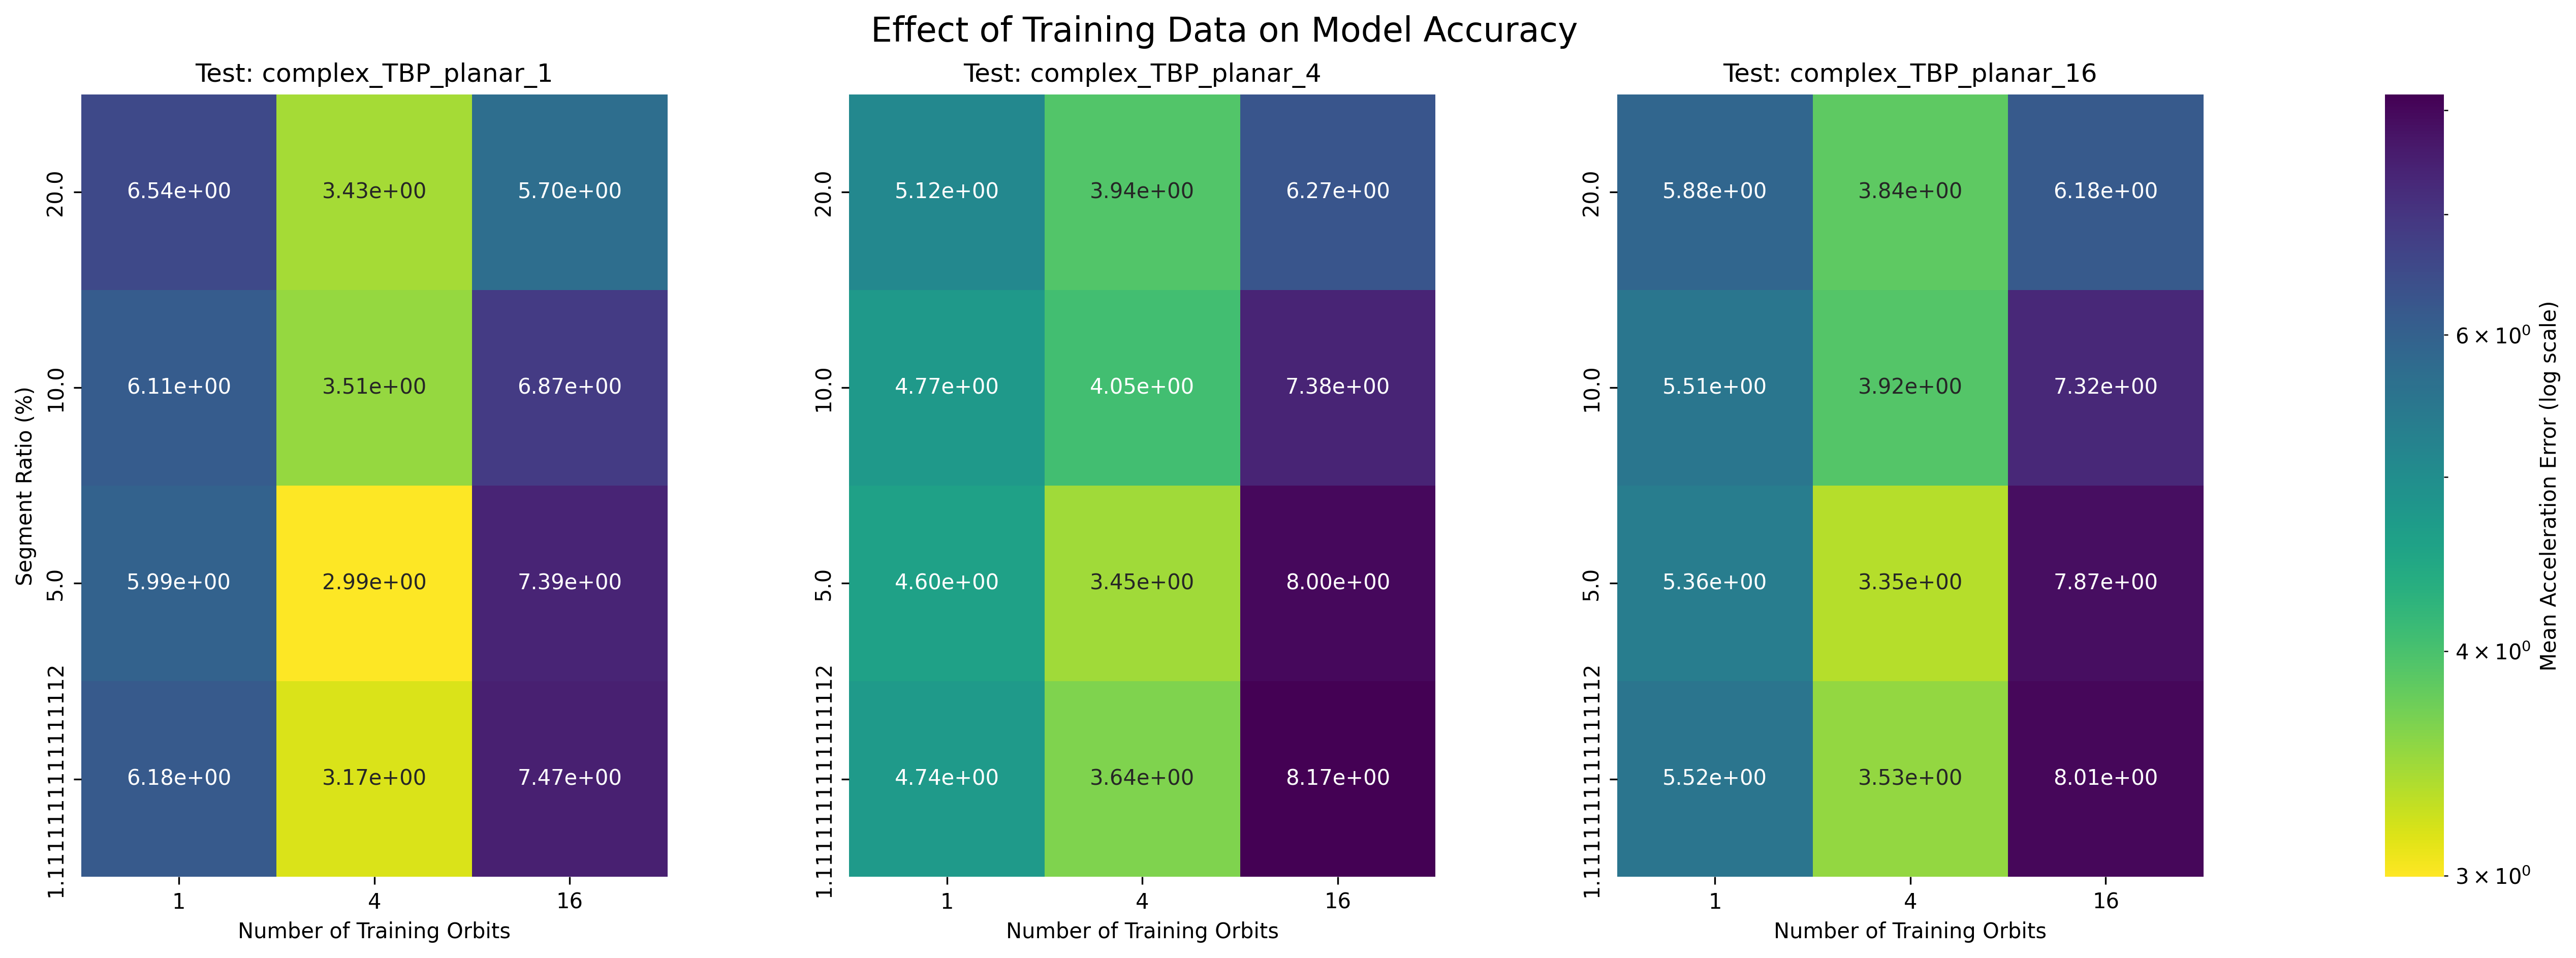 Effect of Training Data on Model Accuracy
Test: complex_TBP_planar_1
Segment Ratio (%)
20.0
6.54e+00 3.43e+00 5.70e+00
10.0
6.11e+00 3.51e+00 6.87e+00
5.0
5.99e+00 2.99e+00 7.39e+00
1.1111111111111112
6.18e+00 3.17e+00 7.47e+00
1 4 16
Number of Training Orbits
Test: complex_TBP_planar_4
20.0
5.12e+00 3.94e+00 6.27e+00
10.0
4.77e+00 4.05e+00 7.38e+00
5.0
4.60e+00 3.45e+00 8.00e+00
1.1111111111111112
4.74e+00 3.64e+00 8.17e+00
1 4 16
Number of Training Orbits
Test: complex_TBP_planar_16
20.0
5.88e+00 3.84e+00 6.18e+00
10.0
5.51e+00 3.92e+00 7.32e+00
5.0
5.36e+00 3.35e+00 7.87e+00
1.1111111111111112
5.52e+00 3.53e+00 8.01e+00
1 4 16
Number of Training Orbits
6 × 10⁰
4 × 10⁰
3 × 10⁰
Mean Acceleration Error (log scale)